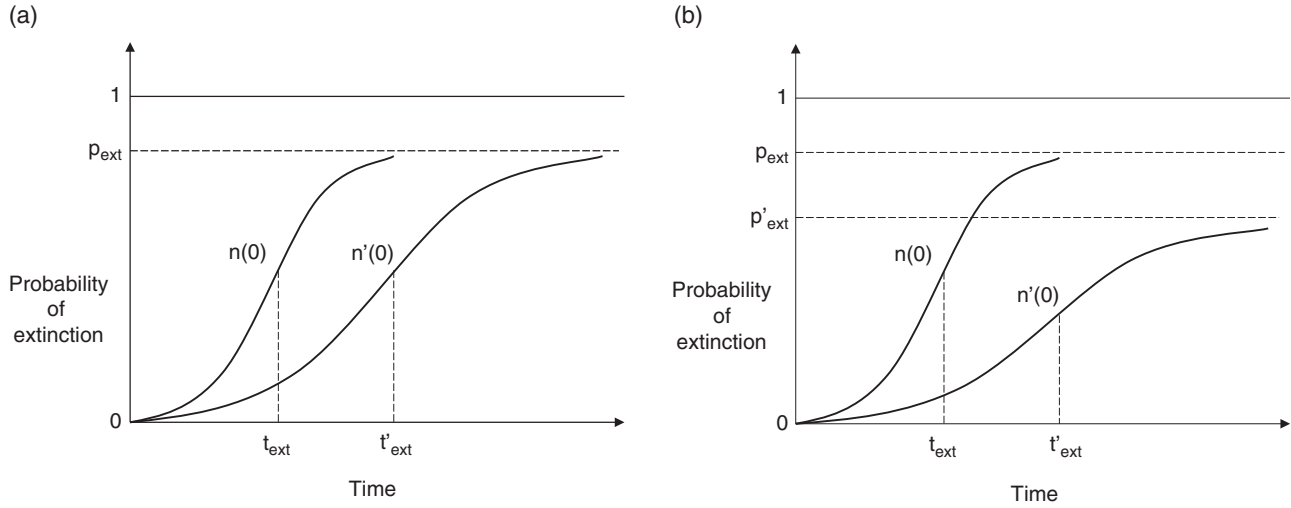 (a)
1
p_ext
n(0)
n'(0)
Probability
of
extinction
0
t_ext
t'_ext
Time
(b)
1
p_ext
p'_ext
n(0)
n'(0)
Probability
of
extinction
0
t_ext
t'_ext
Time